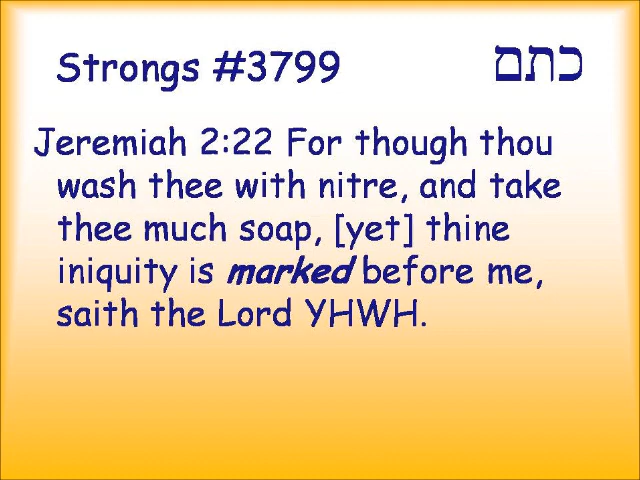 Strongs #3799 כתם
Jeremiah 2:22 For though thou
wash thee with nitre, and take
thee much soap, [yet] thine
iniquity is marked before me,
saith the Lord YHWH.